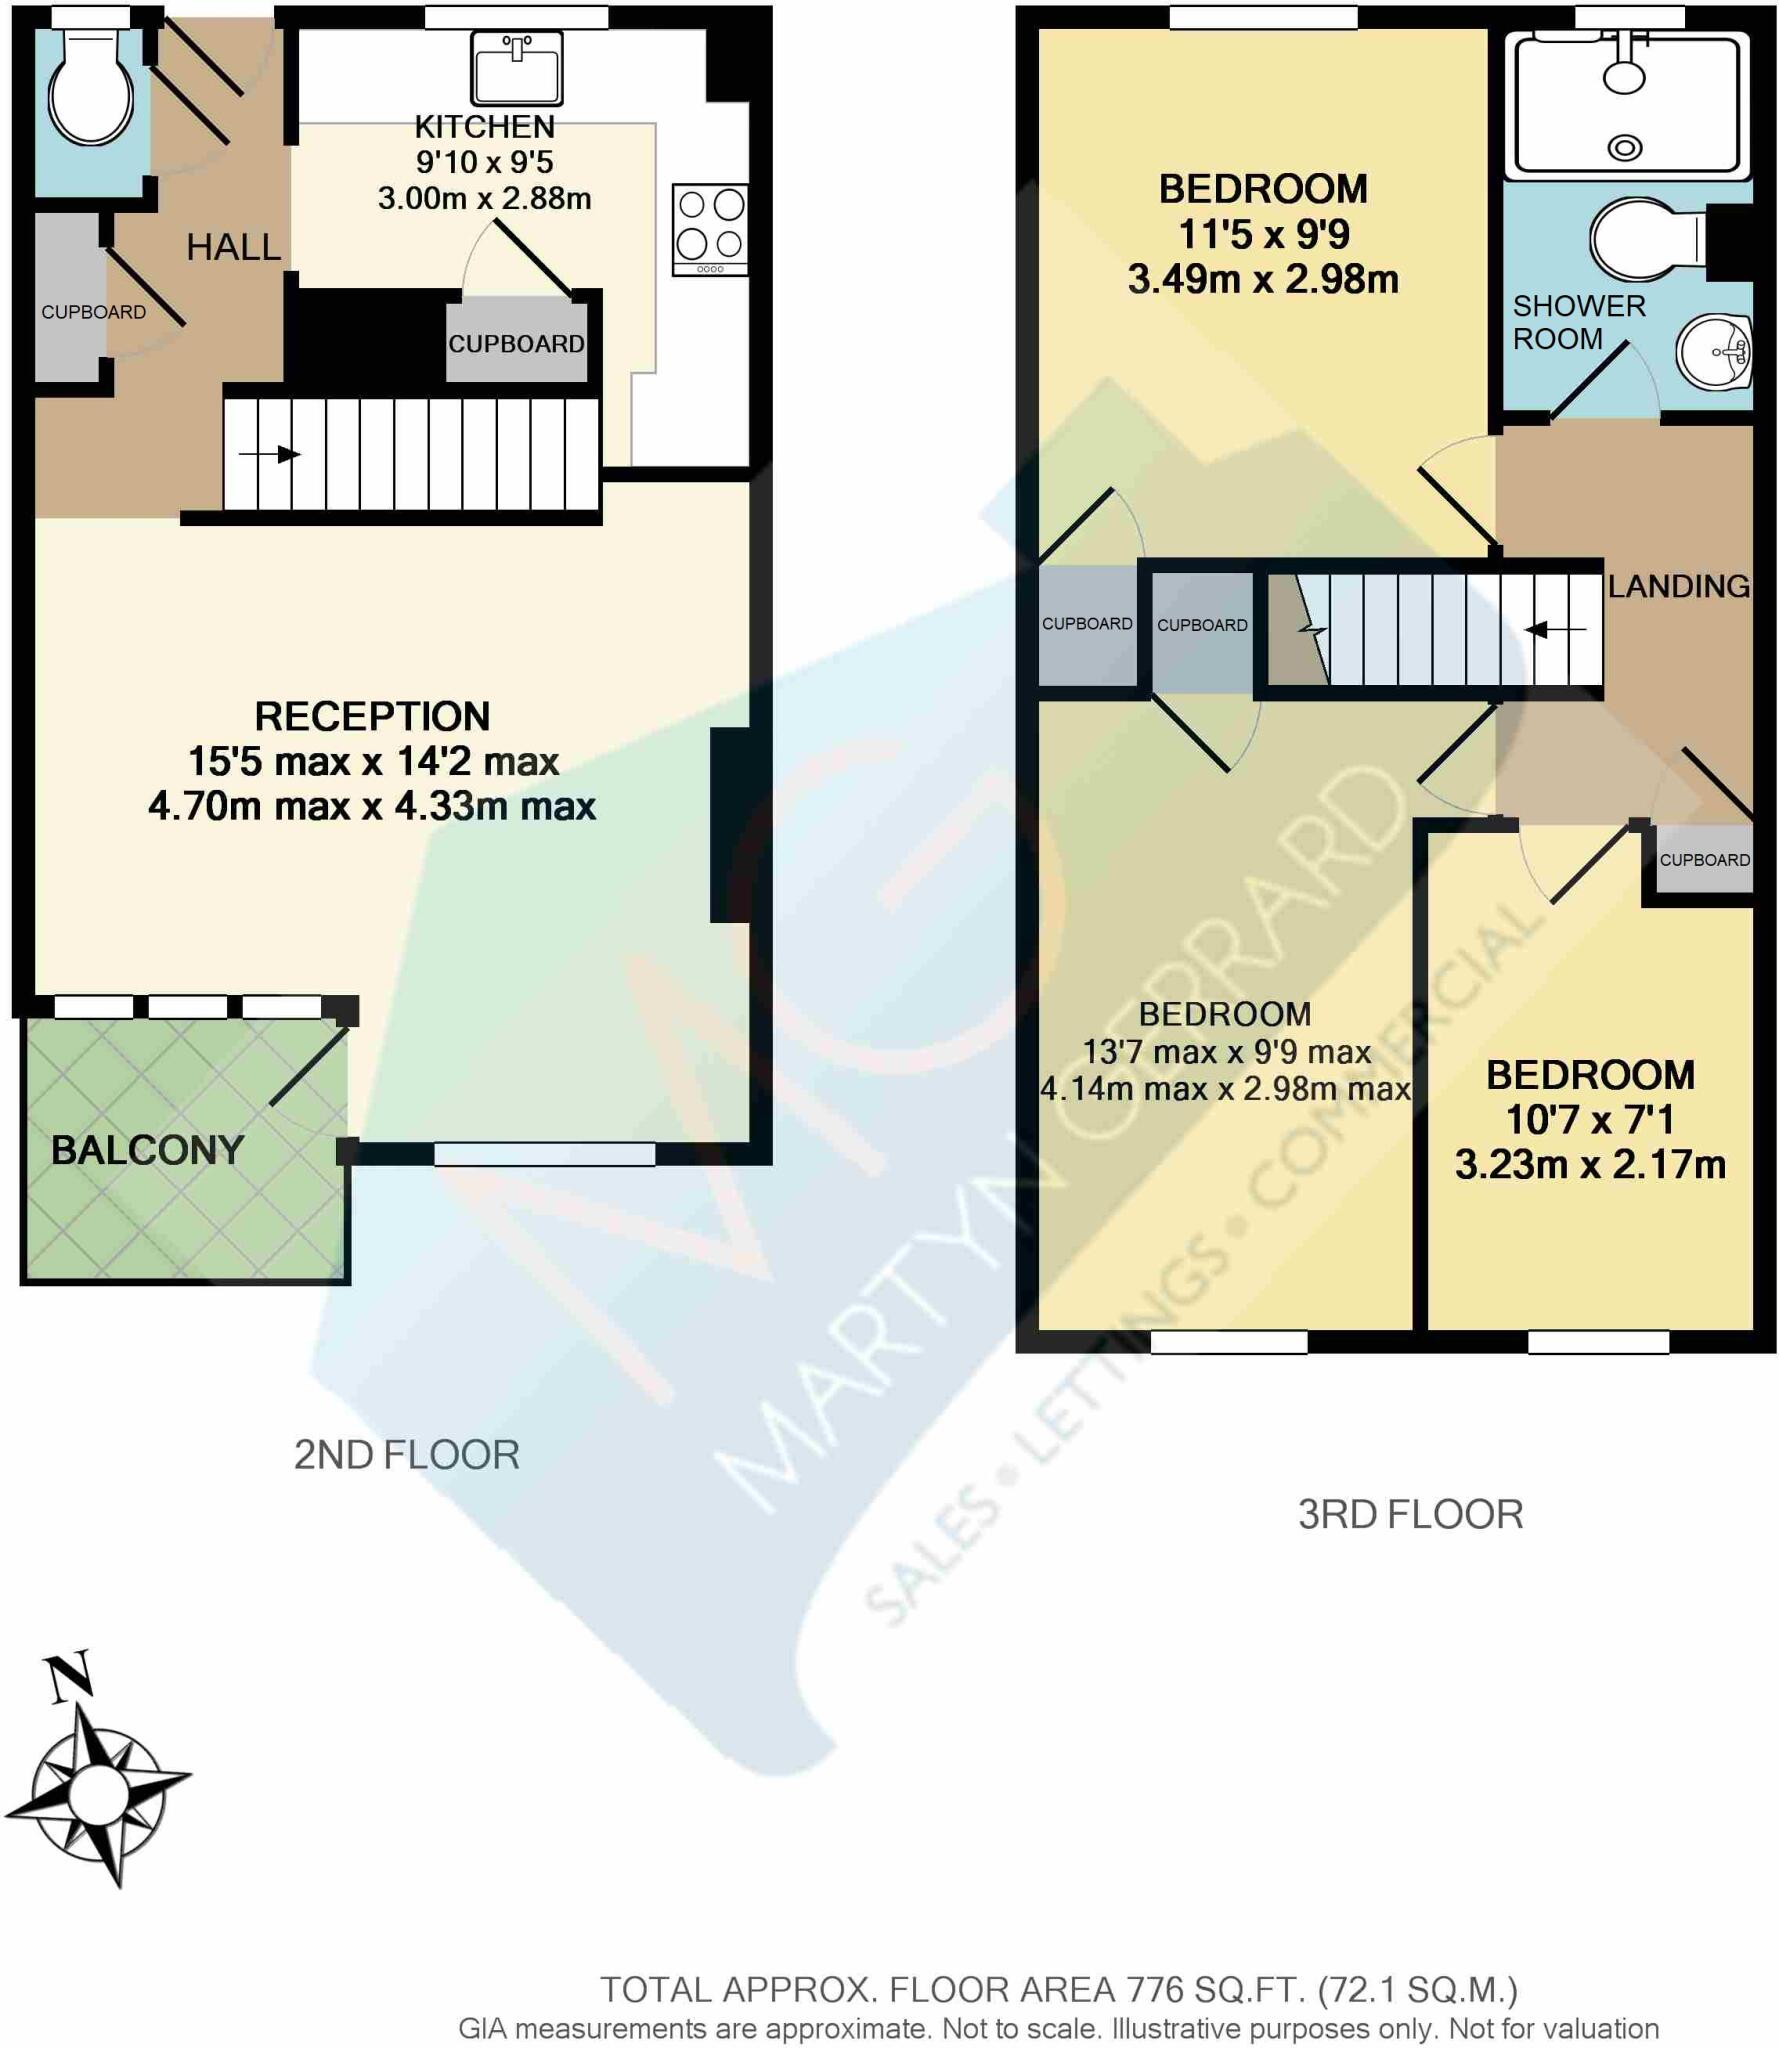 KITCHEN
9'10 x 9'5
3.00m x 2.88m
HALL
CUPBOARD
CUPBOARD
RECEPTION
15'5 max x 14'2 max
4.70m max x 4.33m max
BALCONY
2ND FLOOR
BEDROOM
11'5 x 9'9
3.49m x 2.98m
SHOWER
ROOM
LANDING
CUPBOARD
CUPBOARD
CUPBOARD
BEDROOM
13'7 max x 9'9 max
4.14m max x 2.98m max
BEDROOM
10'7 x 7'1
3.23m x 2.17m
3RD FLOOR
MG
MARTYN GERRARD
SALES • LETTINGS • COMMERCIAL
N
TOTAL APPROX. FLOOR AREA 776 SQ.FT. (72.1 SQ.M.)
GIA measurements are approximate. Not to scale. Illustrative purposes only. Not for valuation